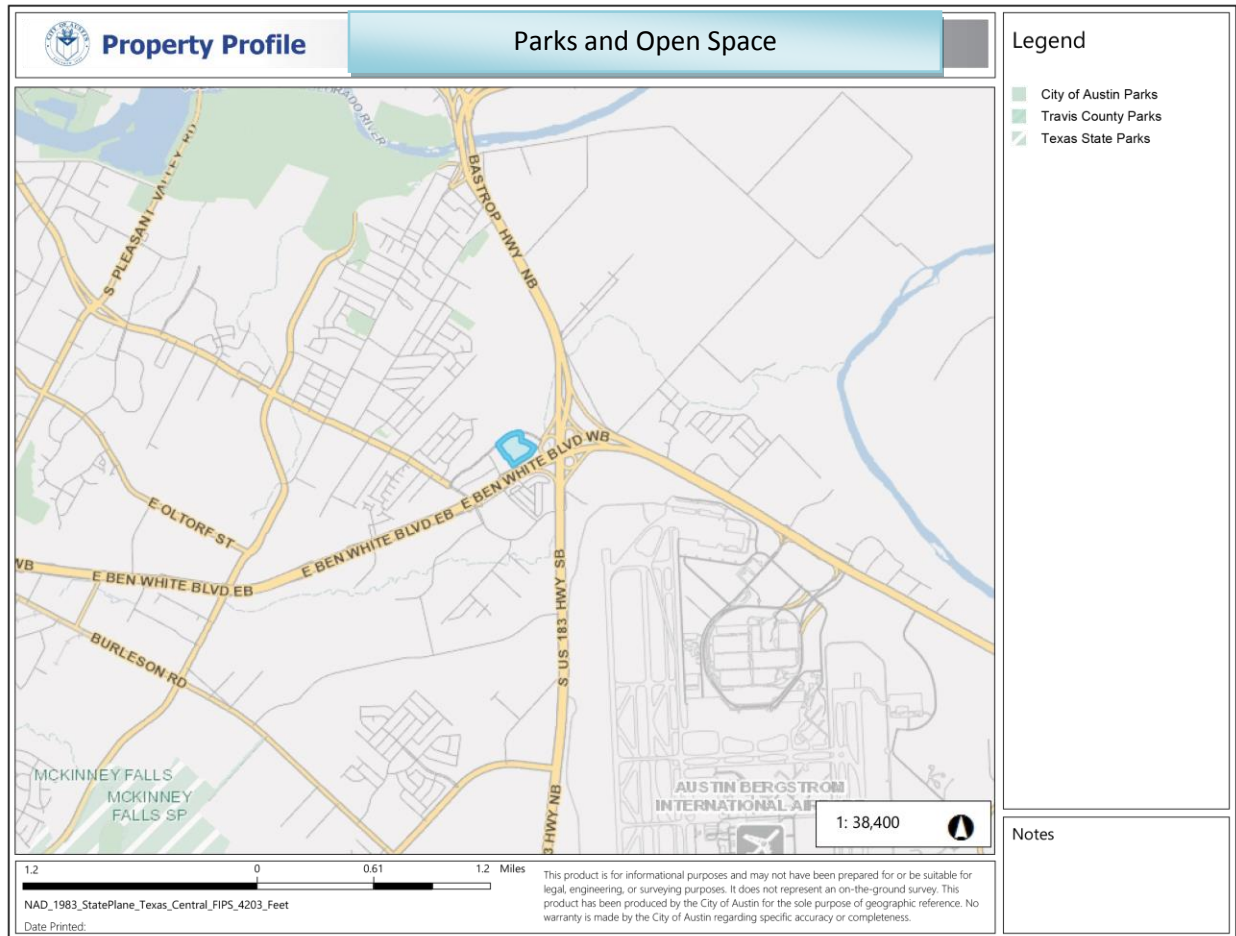 CITY OF AUSTIN
Property Profile
Parks and Open Space
Legend
City of Austin Parks
Travis County Parks
Texas State Parks
COLORADO RIVER
S PLEASANT VALLEY RD
BASTROP HWY NB
E BEN WHITE BLVD WB
E BEN WHITE BLVD EB
E OLTORF ST
E BEN WHITE BLVD EB
E BEN WHITE BLVD EB
WB
BURLESON RD
S US 183 HWY SB
3 HWY NB
MCKINNEY FALLS
MCKINNEY
FALLS SP
AUSTIN BERGSTROM
INTERNATIONAL AIR
1: 38,400
Notes
1.2 0 0.61 1.2 Miles
NAD_1983_StatePlane_Texas_Central_FIPS_4203_Feet
Date Printed:
This product is for informational purposes and may not have been prepared for or be suitable for
legal, engineering, or surveying purposes. It does not represent an on-the-ground survey. This
product has been produced by the City of Austin for the sole purpose of geographic reference. No
warranty is made by the City of Austin regarding specific accuracy or completeness.